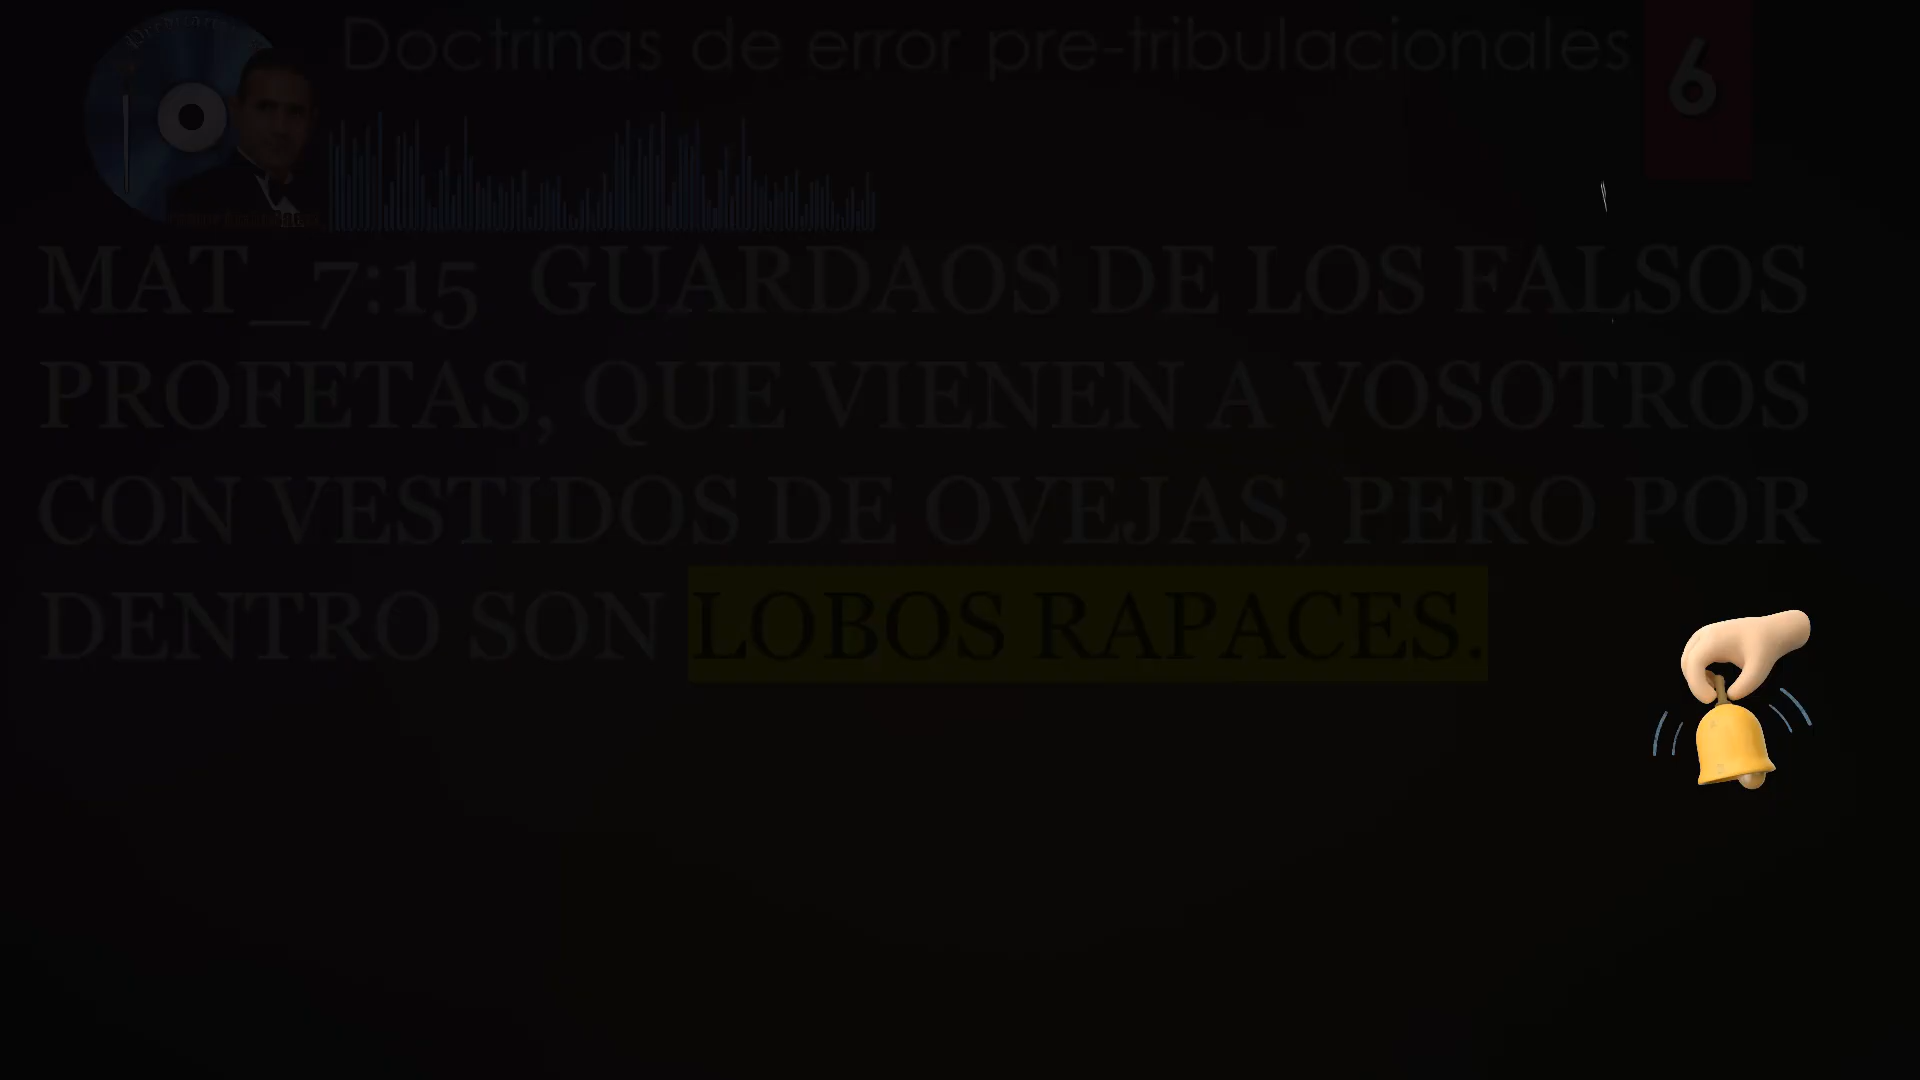 Doctrinas de error pre-tribulacionales
6
MAT_7:15 GUARDAOS DE LOS FALSOS
PROFETAS, QUE VIENEN A VOSOTROS
CON VESTIDOS DE OVEJAS, PERO POR
DENTRO SON LOBOS RAPACES.